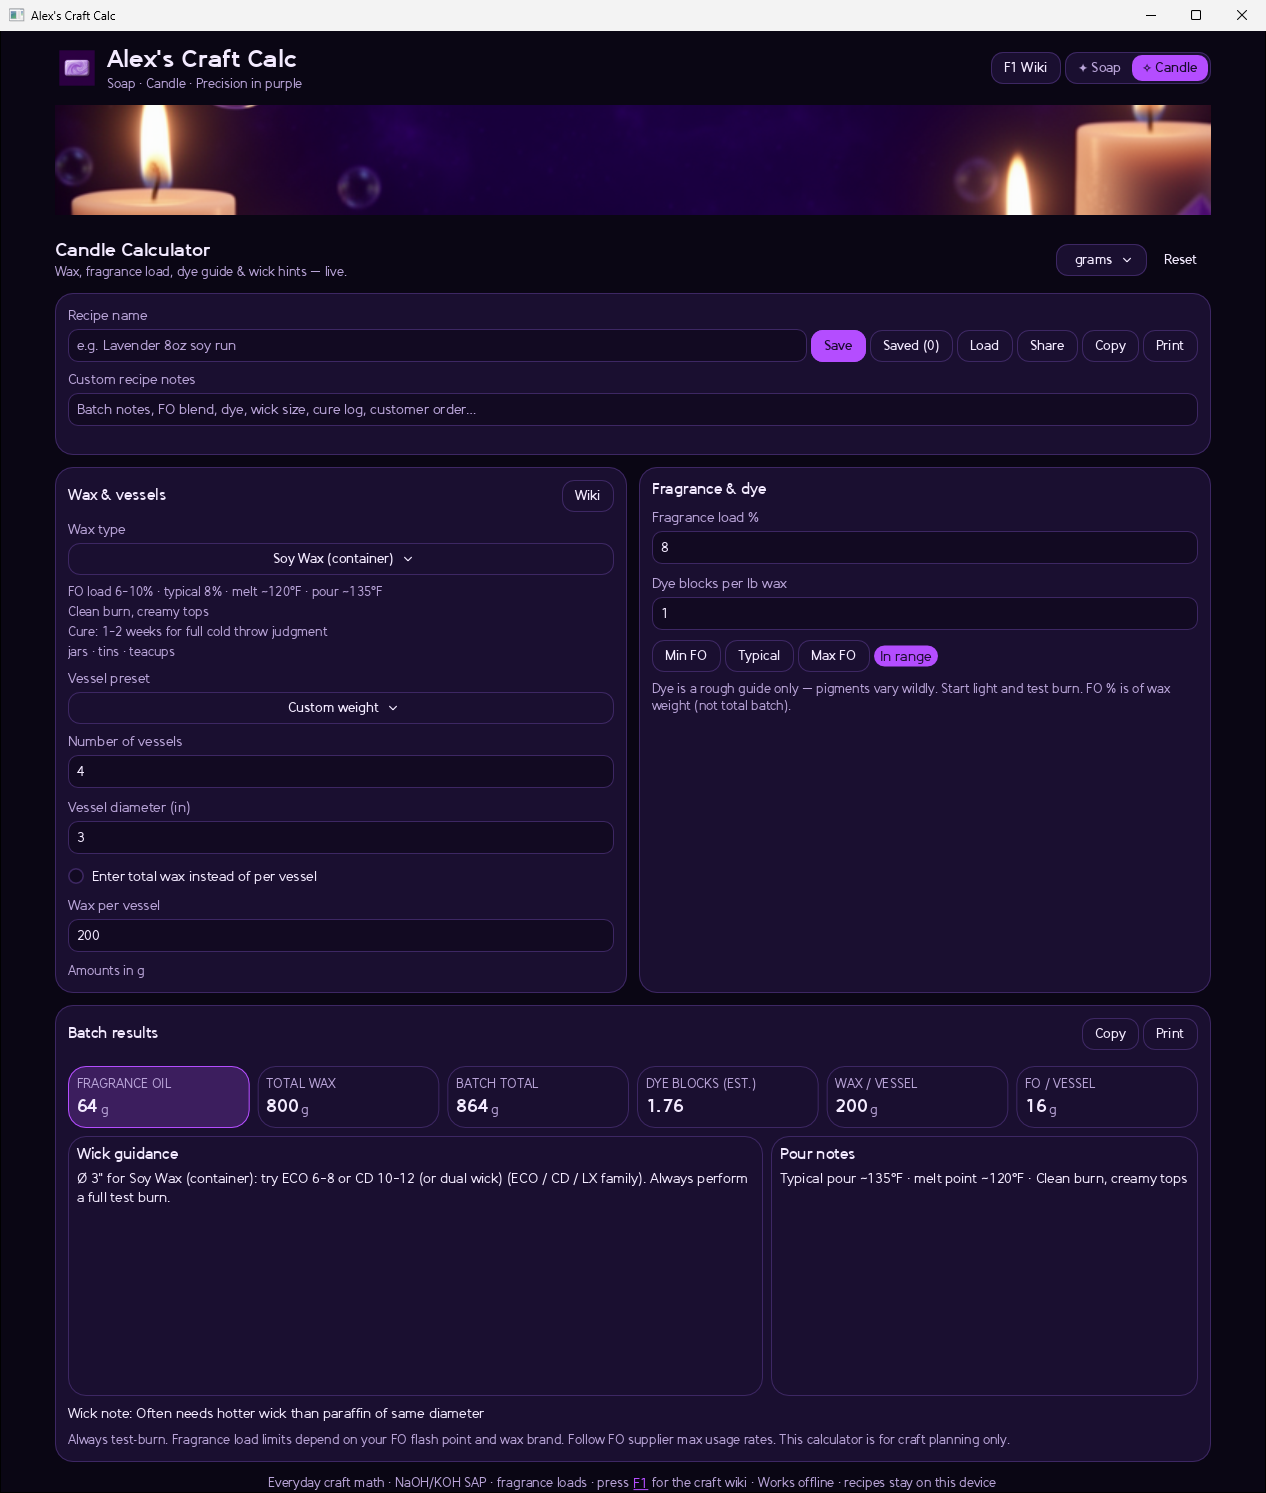 Alex's Craft Calc
Alex's Craft Calc
Soap · Candle · Precision in purple
F1 Wiki
✦ Soap
✧ Candle
Candle Calculator
Wax, fragrance load, dye guide & wick hints — live.
grams
Reset
Recipe name
e.g. Lavender 8oz soy run
Save
Saved (0)
Load
Share
Copy
Print
Custom recipe notes
Batch notes, FO blend, dye, wick size, cure log, customer order…
Wax & vessels
Wiki
Wax type
Soy Wax (container)
FO load 6–10% · typical 8% · melt ~120°F · pour ~135°F
Clean burn, creamy tops
Cure: 1–2 weeks for full cold throw judgment
jars · tins · teacups
Vessel preset
Custom weight
Number of vessels
4
Vessel diameter (in)
3
Enter total wax instead of per vessel
Wax per vessel
200
Amounts in g
Fragrance & dye
Fragrance load %
8
Dye blocks per lb wax
1
Min FO
Typical
Max FO
In range
Dye is a rough guide only — pigments vary wildly. Start light and test burn. FO % is of wax
weight (not total batch).
Batch results
Copy
Print
FRAGRANCE OIL
64 g
TOTAL WAX
800 g
BATCH TOTAL
864 g
DYE BLOCKS (EST.)
1.76
WAX / VESSEL
200 g
FO / VESSEL
16 g
Wick guidance
Ø 3" for Soy Wax (container): try ECO 6–8 or CD 10–12 (or dual wick) (ECO / CD / LX family). Always perform
a full test burn.
Pour notes
Typical pour ~135°F · melt point ~120°F · Clean burn, creamy tops
Wick note: Often needs hotter wick than paraffin of same diameter
Always test-burn. Fragrance load limits depend on your FO flash point and wax brand. Follow FO supplier max usage rates. This calculator is for craft planning only.
Everyday craft math · NaOH/KOH SAP · fragrance loads · press F1 for the craft wiki · Works offline · recipes stay on this device